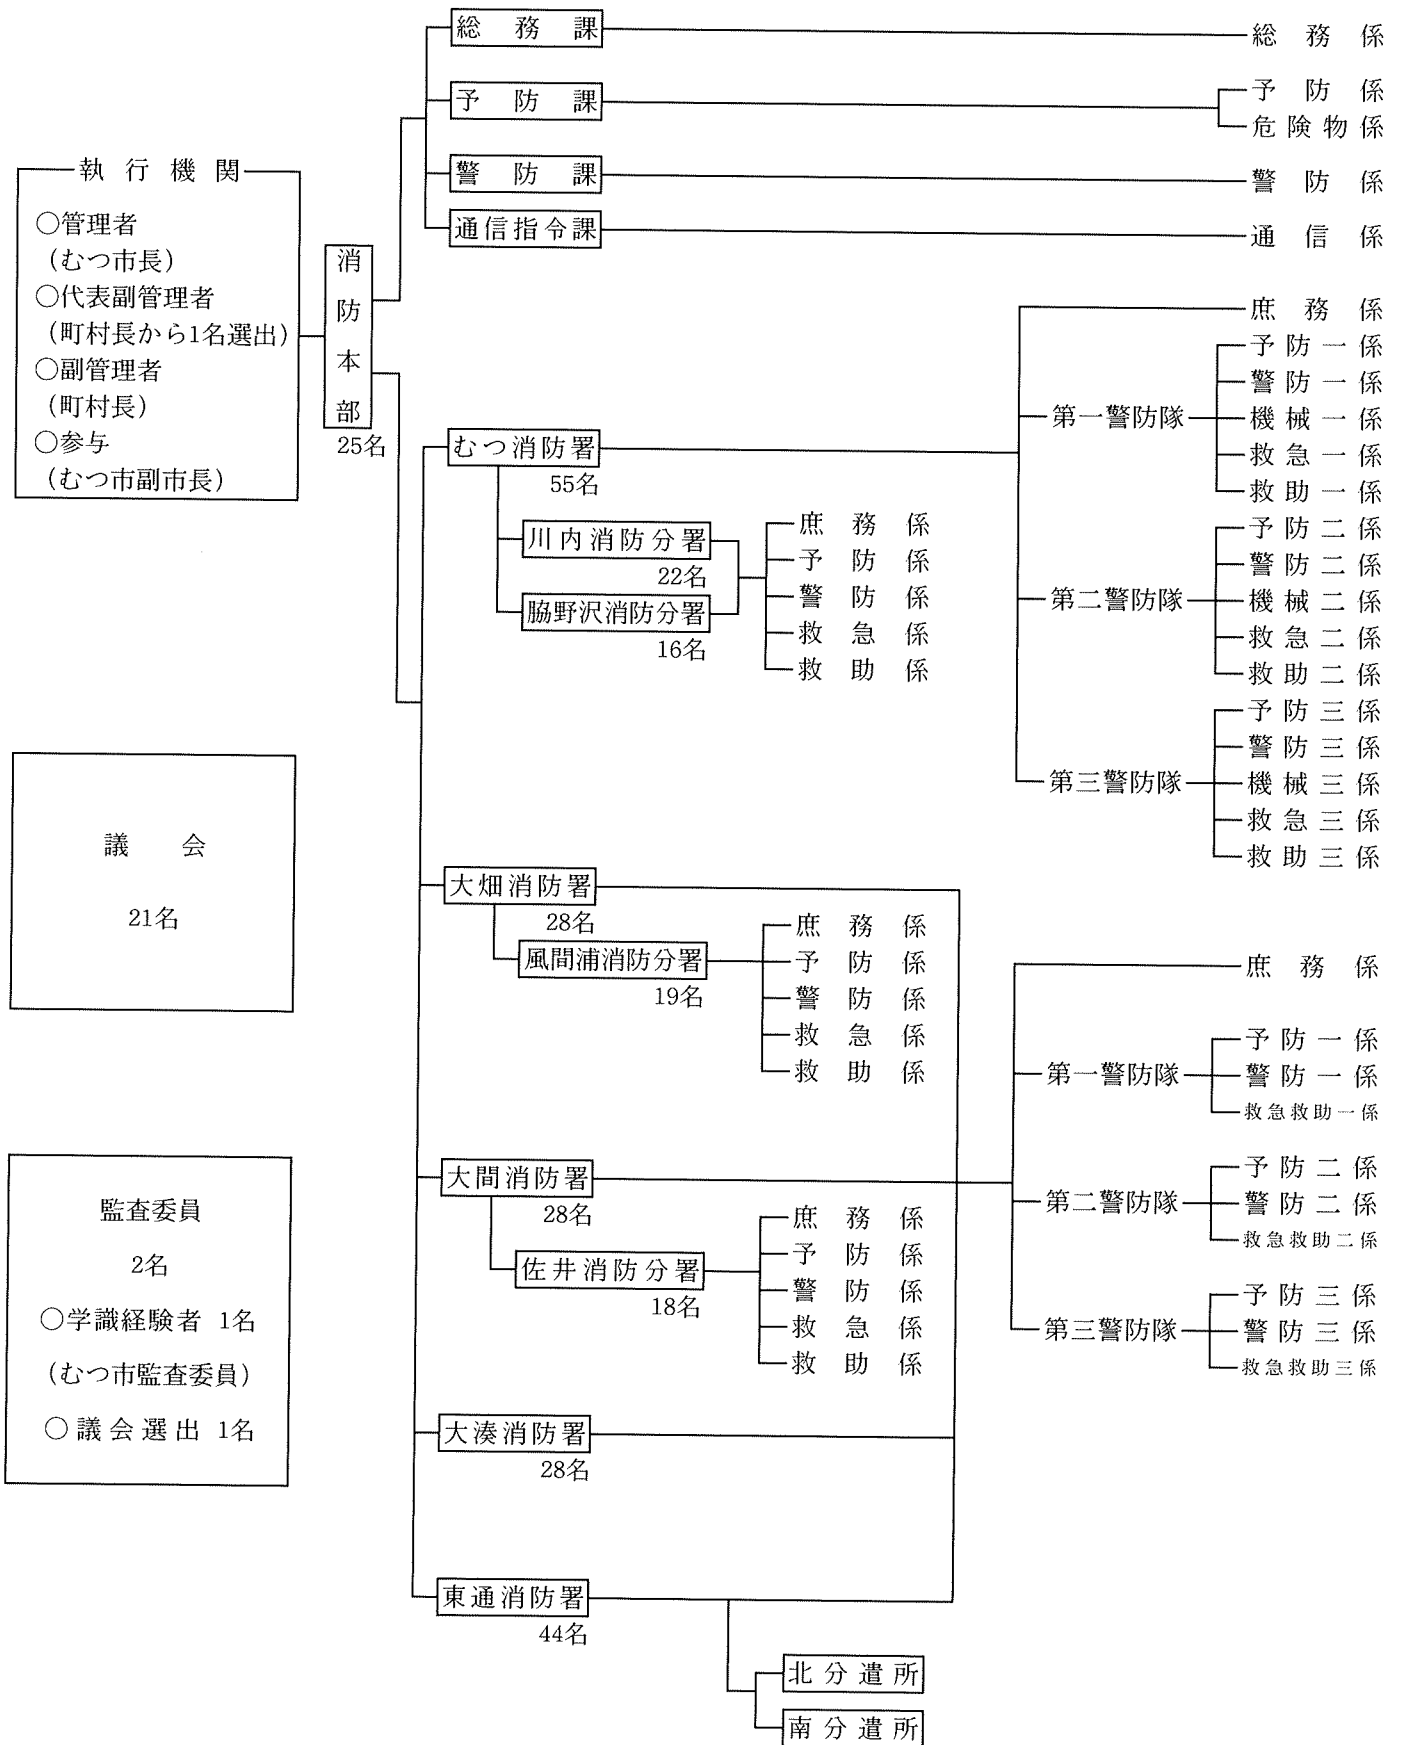 執行機関
○管理者
(むつ市長)
○代表副管理者
(町村長から1名選出)
○副管理者
(町村長)
○参与
(むつ市副市長)
議会
21名
監査委員
2名
○学識経験者 1名
(むつ市監査委員)
○議会選出 1名
消防本部
25名
総務課
総務係
予防課
予防係
危険物係
警防課
警防係
通信指令課
通信係
むつ消防署
55名
川内消防分署
22名
脇野沢消防分署
16名
庶務係
予防係
警防係
救急係
救助係
庶務係
第一警防隊
予防一係
警防一係
機械一係
救急一係
救助一係
第二警防隊
予防二係
警防二係
機械二係
救急二係
救助二係
第三警防隊
予防三係
警防三係
機械三係
救急三係
救助三係
大畑消防署
28名
風間浦消防分署
19名
庶務係
予防係
警防係
救急係
救助係
大間消防署
28名
佐井消防分署
18名
庶務係
予防係
警防係
救急係
救助係
大湊消防署
28名
東通消防署
44名
北分遣所
南分遣所
庶務係
第一警防隊
予防一係
警防一係
救急救助一係
第二警防隊
予防二係
警防二係
救急救助二係
第三警防隊
予防三係
警防三係
救急救助三係